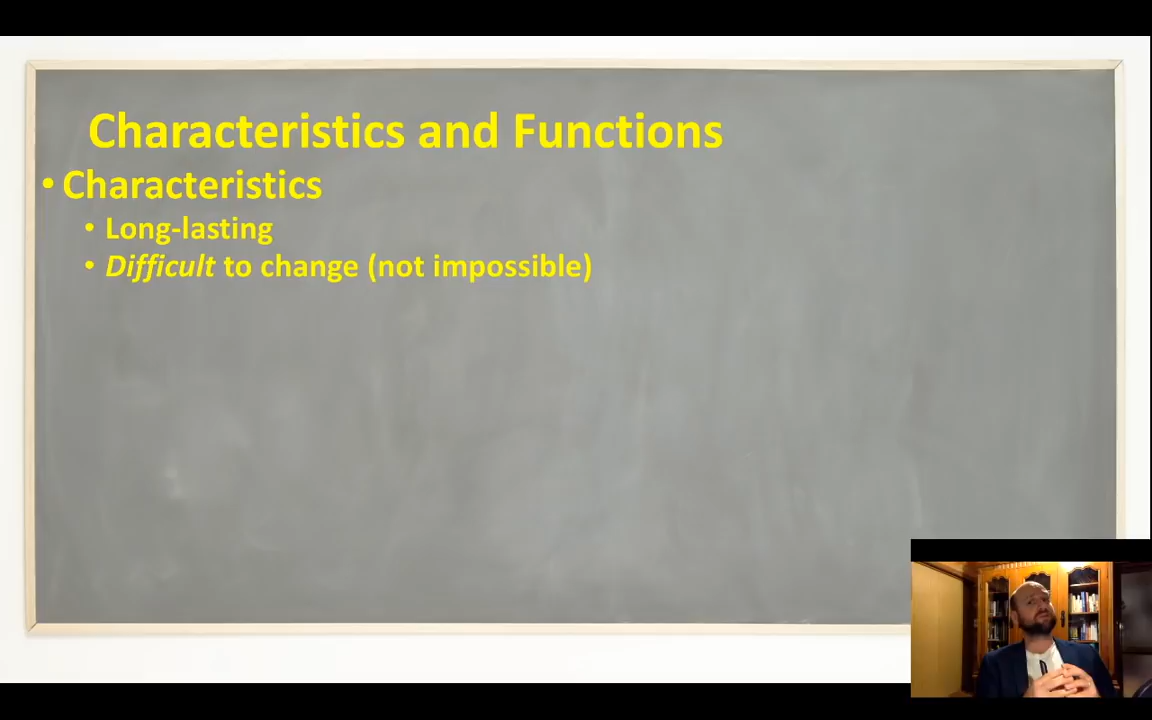 Characteristics and Functions
• Characteristics
• Long-lasting
• Difficult to change (not impossible)